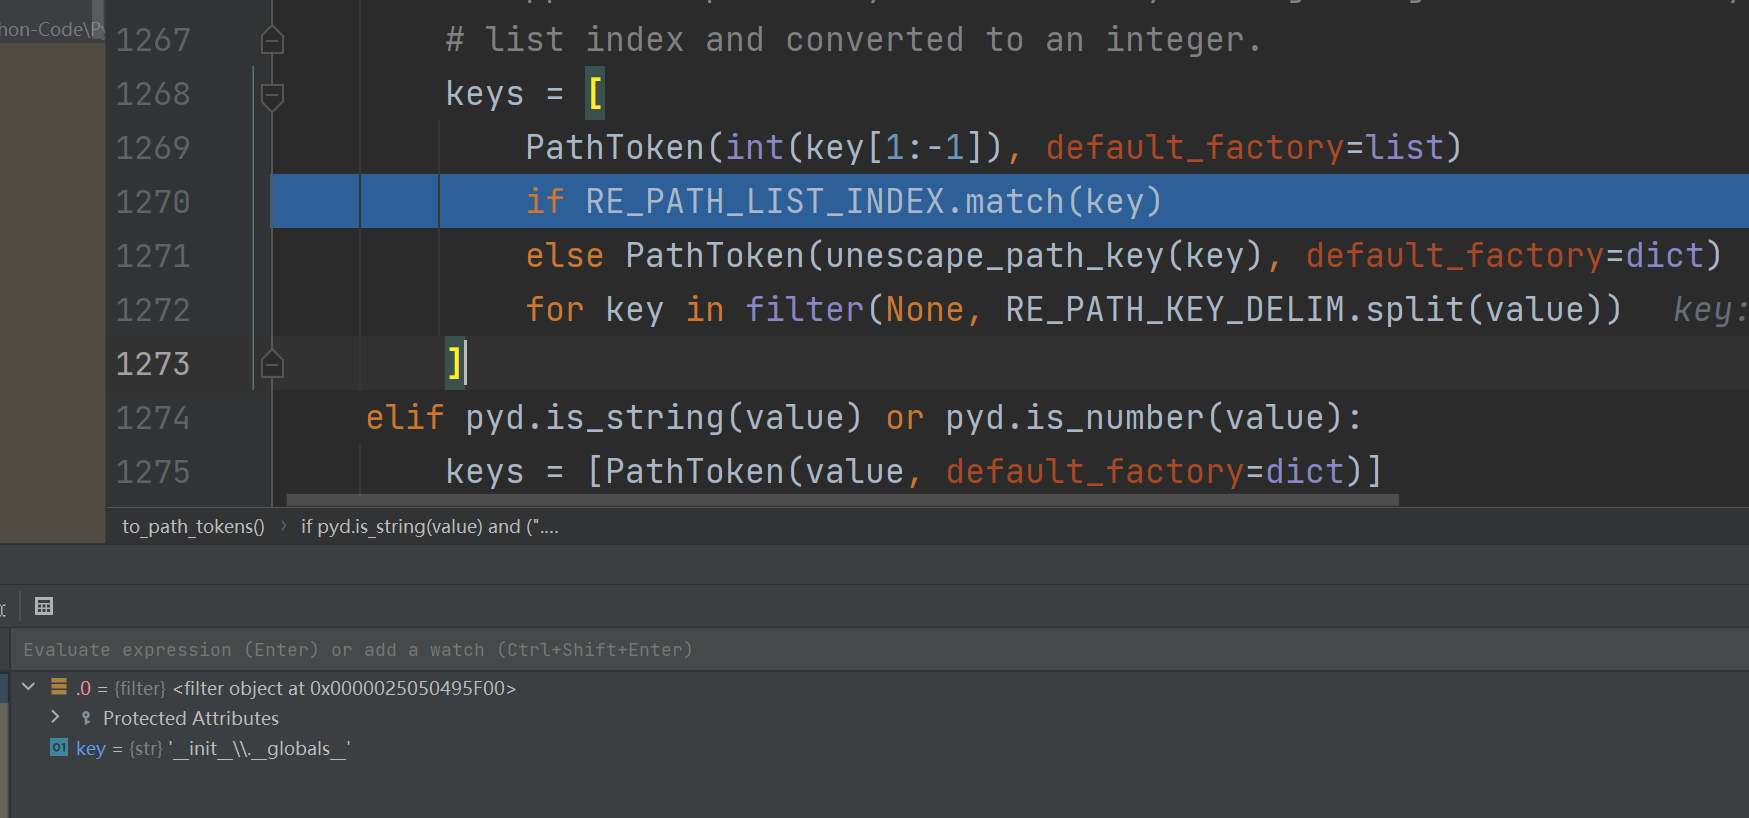 hon-Code\Py
1267 # list index and converted to an integer.
1268 keys = [
1269 PathToken(int(key[1:-1]), default_factory=list)
1270 if RE_PATH_LIST_INDEX.match(key)
1271 else PathToken(unescape_path_key(key), default_factory=dict)
1272 for key in filter(None, RE_PATH_KEY_DELIM.split(value)) key:
1273 ]
1274 elif pyd.is_string(value) or pyd.is_number(value):
1275 keys = [PathToken(value, default_factory=dict)]
to_path_tokens() › if pyd.is_string(value) and ("....
Evaluate expression (Enter) or add a watch (Ctrl+Shift+Enter)
.0 = {filter} <filter object at 0x0000025050495F00>
Protected Attributes
01 key = {str} '__init__\\.__globals__'